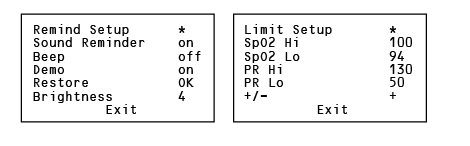 Remind Setup *
Sound Reminder on
Beep off
Demo on
Restore OK
Brightness 4
Exit
Limit Setup *
SpO2 Hi 100
SpO2 Lo 94
PR Hi 130
PR Lo 50
+/- +
Exit